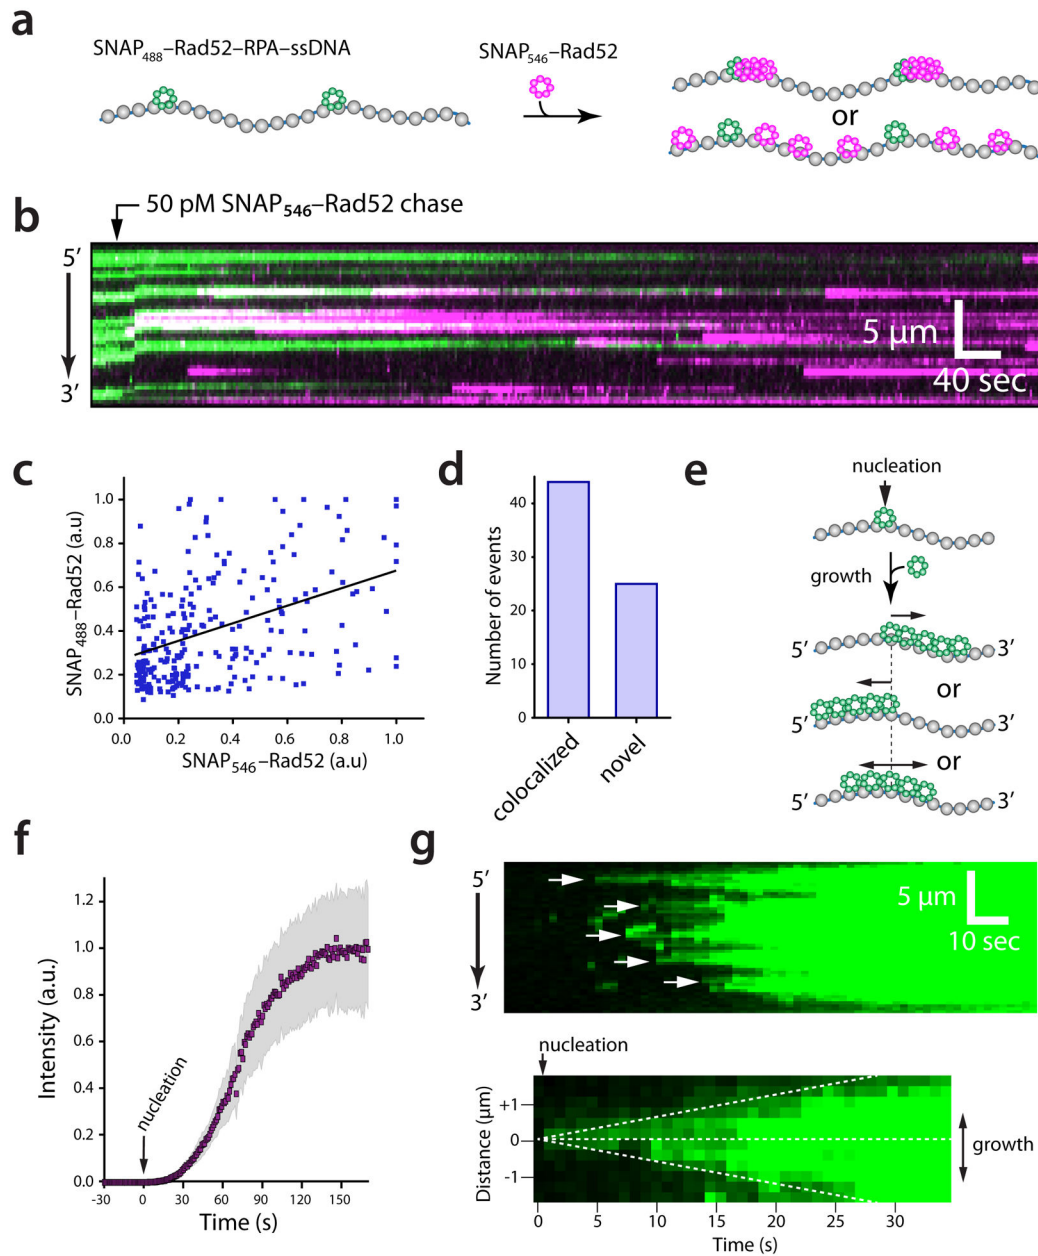 a
SNAP488–Rad52–RPA–ssDNA
SNAP546–Rad52
or
b
50 pM SNAP546–Rad52 chase
5′
3′
5 µm
40 sec
c
SNAP488–Rad52 (a.u)
1.0
0.8
0.6
0.4
0.2
0.0
0.0 0.2 0.4 0.6 0.8 1.0
SNAP546–Rad52 (a.u)
d
Number of events
40
30
20
10
0
colocalized
novel
e
nucleation
growth
5′ 3′
or
5′ 3′
or
5′ 3′
f
Intensity (a.u.)
1.2
1.0
0.8
0.6
0.4
0.2
0.0
nucleation
-30 0 30 60 90 120 150
Time (s)
g
5′
3′
5 µm
10 sec
nucleation
Distance (µm)
+1
0
-1
growth
0 5 10 15 20 25 30
Time (s)